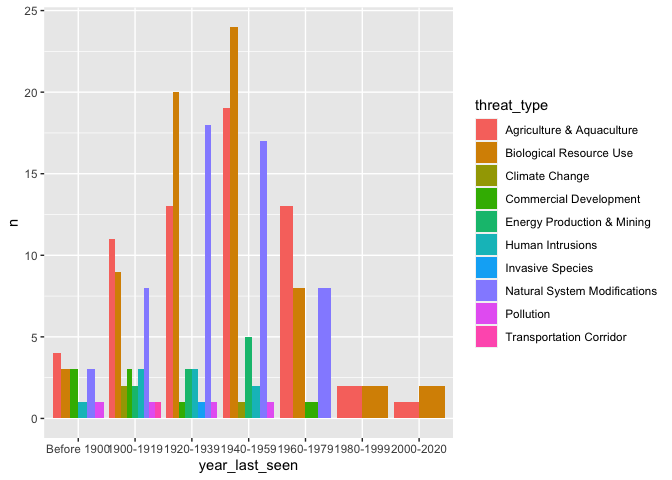 25
20
15
10
5
0
n
Before 1900 1900-1919 1920-1939 1940-1959 1960-1979 1980-1999 2000-2020
year_last_seen
threat_type
Agriculture & Aquaculture
Biological Resource Use
Climate Change
Commercial Development
Energy Production & Mining
Human Intrusions
Invasive Species
Natural System Modifications
Pollution
Transportation Corridor